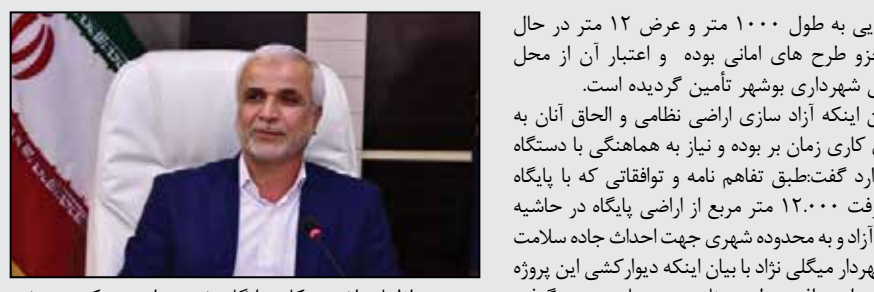 یی به طول ۱۰۰۰ متر و عرض ۱۲ متر در حال
جزو طرح های امانی بوده و اعتبار آن از محل
شهرداری بوشهر تأمین گردیده است.
اینکه آزاد سازی اراضی نظامی و الحاق آنان به
کاری زمان بر بوده و نیاز به هماهنگی با دستگاه
ارد گفت:طبق تفاهم نامه و توافقاتی که با پایگاه
رفت ۱۲.۰۰۰ متر مربع از اراضی پایگاه در حاشیه
آزاد و به محدوده شهری جهت احداث جاده سلامت
هردار میگلی نژاد با بیان اینکه دیوارکشی این پروژه